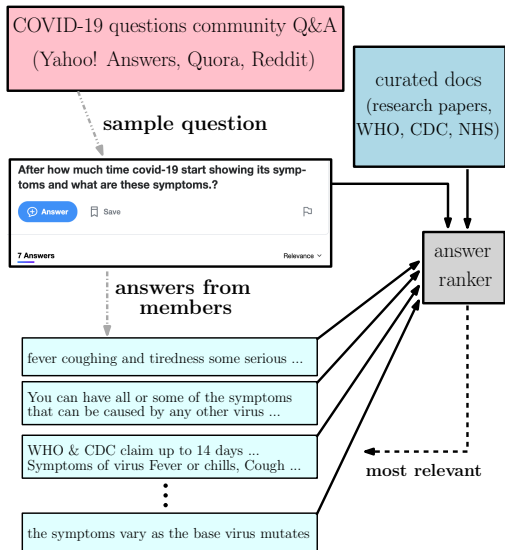 COVID-19 questions community Q&A
(Yahoo! Answers, Quora, Reddit)
curated docs
(research papers,
WHO, CDC, NHS)
sample question
After how much time covid-19 start showing its symp-
toms and what are these symptoms.?
Answer
Save
7 Answers
Relevance
answer
ranker
answers from
members
fever coughing and tiredness some serious ...
You can have all or some of the symptoms
that can be caused by any other virus ...
WHO & CDC claim up to 14 days ...
Symptoms of virus Fever or chills, Cough ...
most relevant
the symptoms vary as the base virus mutates